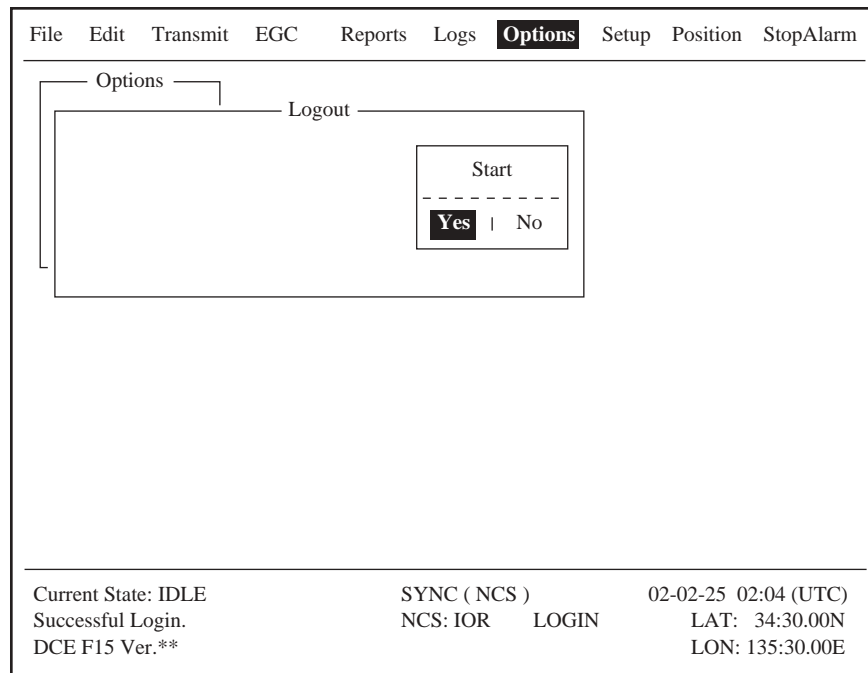 File Edit Transmit EGC Reports Logs Options Setup Position StopAlarm
Options
Logout
Start
Yes | No
Current State: IDLE SYNC ( NCS ) 02-02-25 02:04 (UTC)
Successful Login. NCS: IOR LOGIN LAT: 34:30.00N
DCE F15 Ver.** LON: 135:30.00E